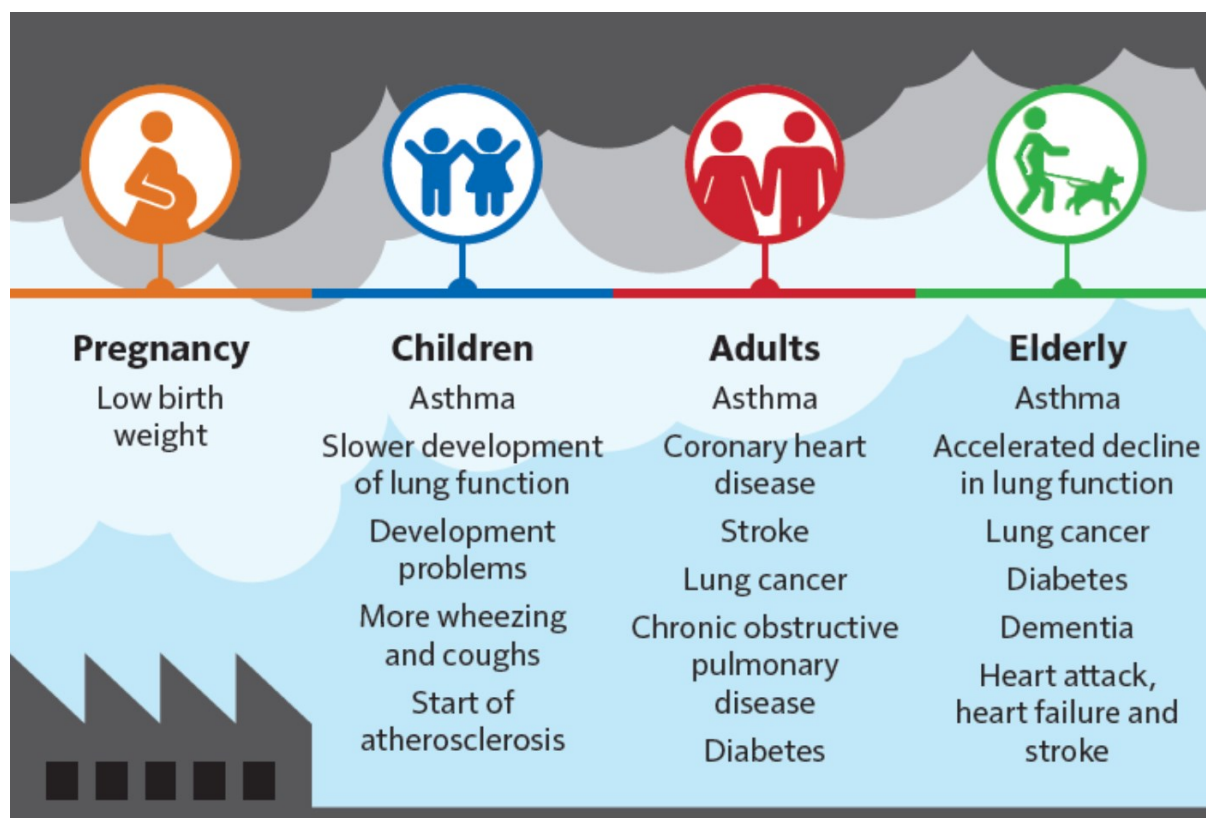 Pregnancy
Low birth
weight
Children
Asthma
Slower development
of lung function
Development
problems
More wheezing
and coughs
Start of
atherosclerosis
Adults
Asthma
Coronary heart
disease
Stroke
Lung cancer
Chronic obstructive
pulmonary
disease
Diabetes
Elderly
Asthma
Accelerated decline
in lung function
Lung cancer
Diabetes
Dementia
Heart attack,
heart failure and
stroke